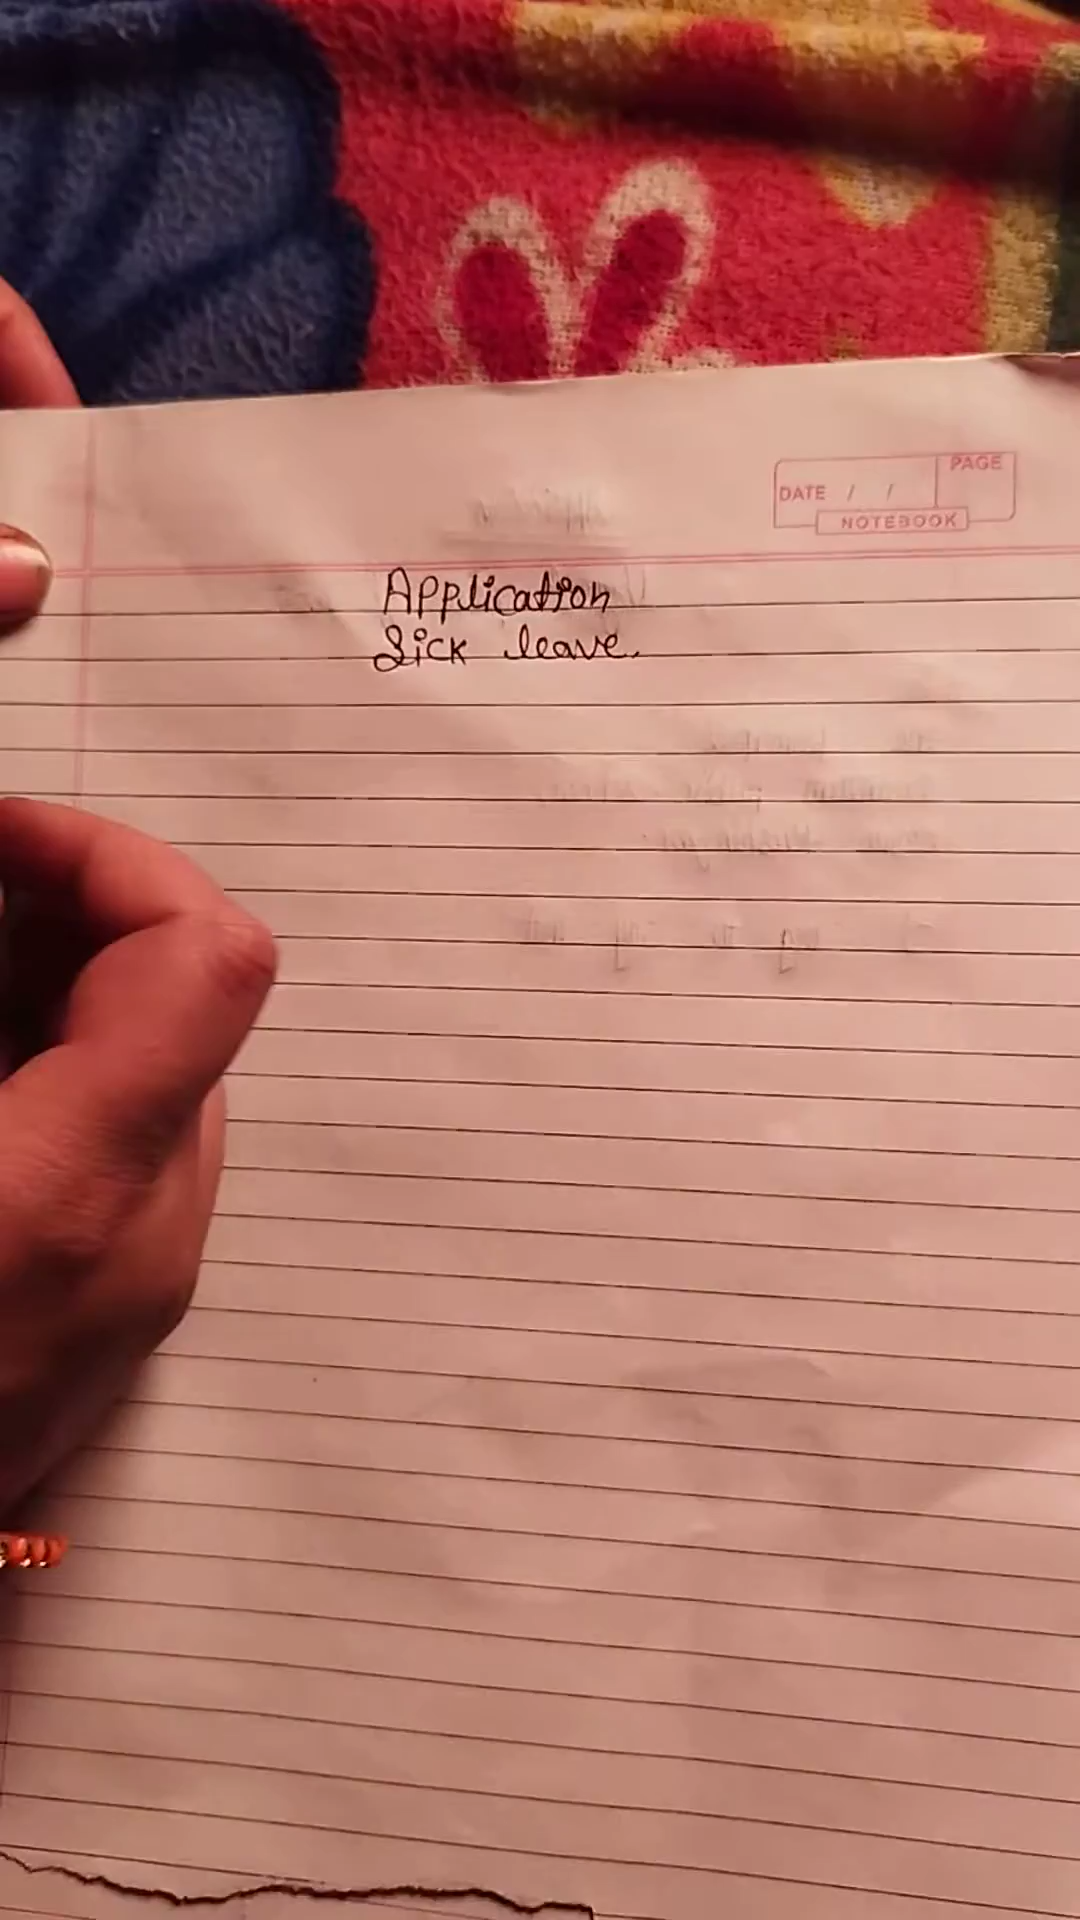 PAGE
DATE / /
NOTEBOOK
Application
Sick leave.